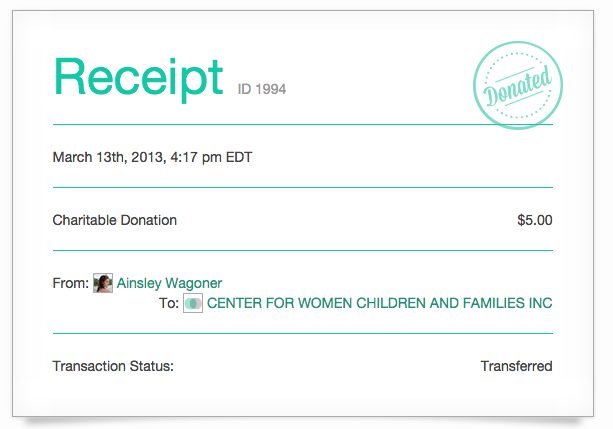 Receipt ID 1994
Donated
March 13th, 2013, 4:17 pm EDT
Charitable Donation $5.00
From: Ainsley Wagoner
To: CENTER FOR WOMEN CHILDREN AND FAMILIES INC
Transaction Status: Transferred